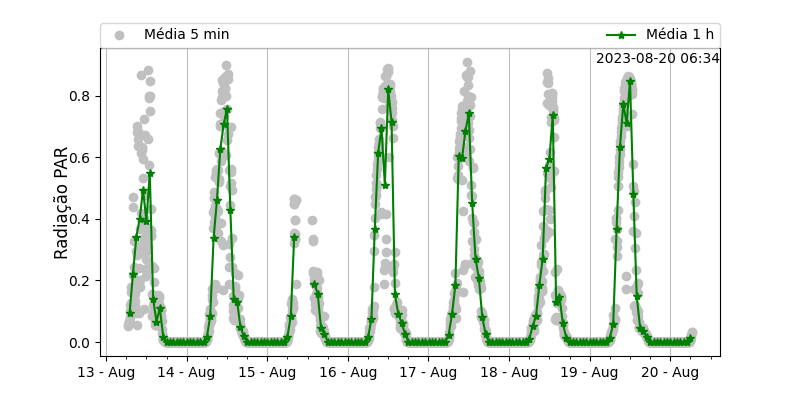 Média 5 min
Média 1 h
2023-08-20 06:34
Radiação PAR
0.8
0.6
0.4
0.2
0.0
13 - Aug
14 - Aug
15 - Aug
16 - Aug
17 - Aug
18 - Aug
19 - Aug
20 - Aug